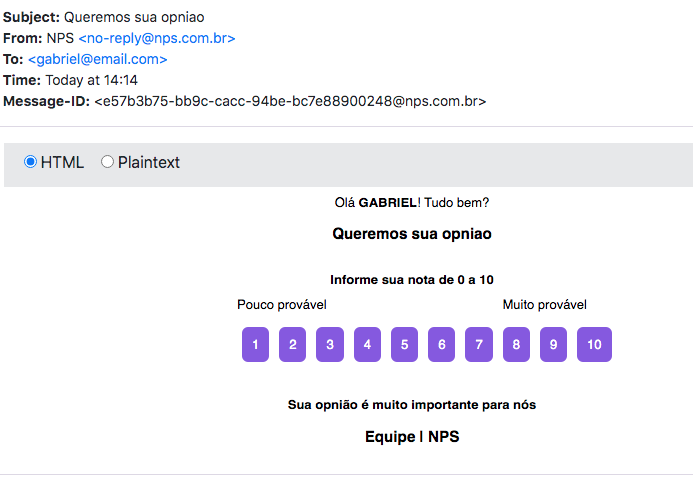 Subject: Queremos sua opniao
From: NPS <no-reply@nps.com.br>
To: <gabriel@email.com>
Time: Today at 14:14
Message-ID: <e57b3b75-bb9c-cacc-94be-bc7e88900248@nps.com.br>
HTML Plaintext
Olá GABRIEL! Tudo bem?
Queremos sua opniao
Informe sua nota de 0 a 10
Pouco provável Muito provável
1 2 3 4 5 6 7 8 9 10
Sua opnião é muito importante para nós
Equipe | NPS